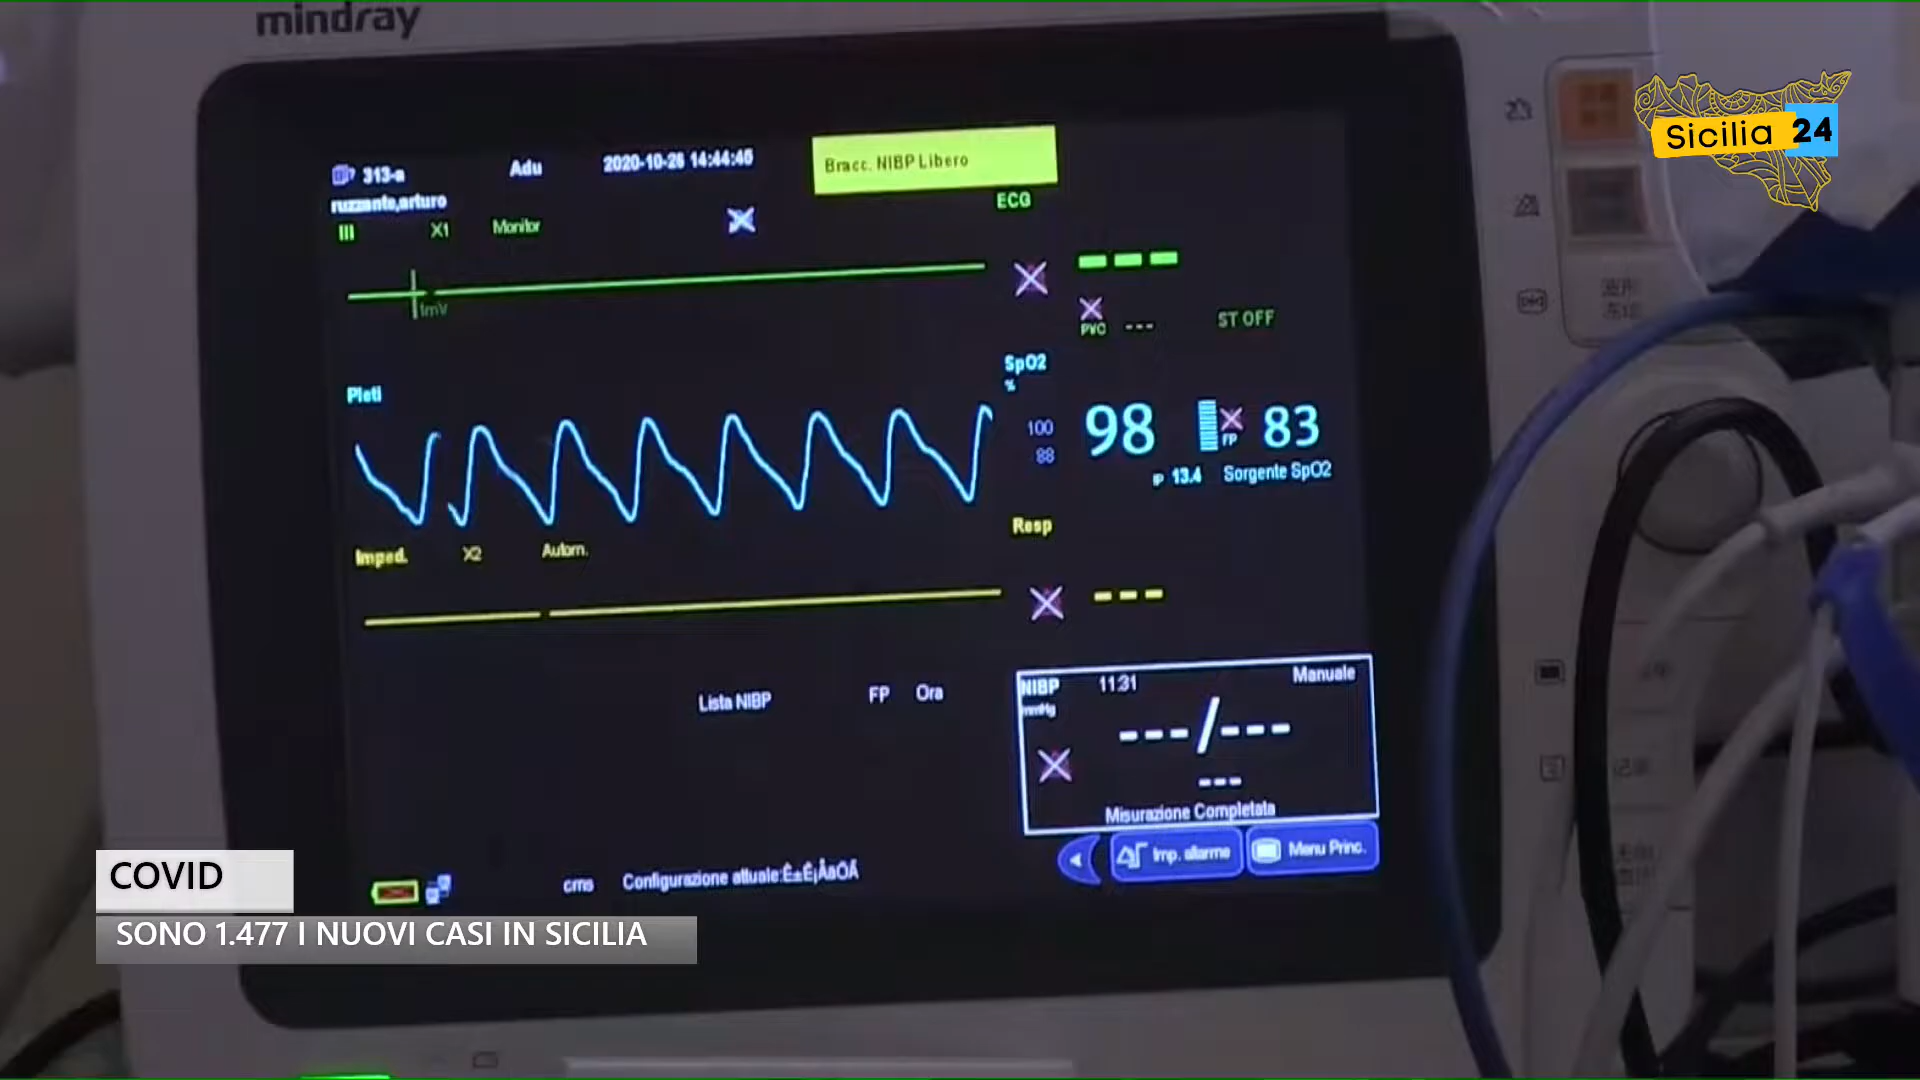 mindray
Sicilia 24
313-a
Adu
2020-10-26 14:44:45
Bracc. NIBP Libero
ruzzante,arturo
III
X1
Monitor
ECG
1mV
PVC
---
ST OFF
SpO2
%
Pleti
100
88
98
FP
83
IP 13.4
Sorgente SpO2
Resp
Imped.
X2
Autom.
---
Lista NIBP
FP
Ora
NIBP
11:31
Manuale
mmHg
---/---
---
Misurazione Completata
Imp. allarme
Menu Princ.
cms
Configurazione attuale:È±É¡ÅäÖÃ
COVID
SONO 1.477 I NUOVI CASI IN SICILIA